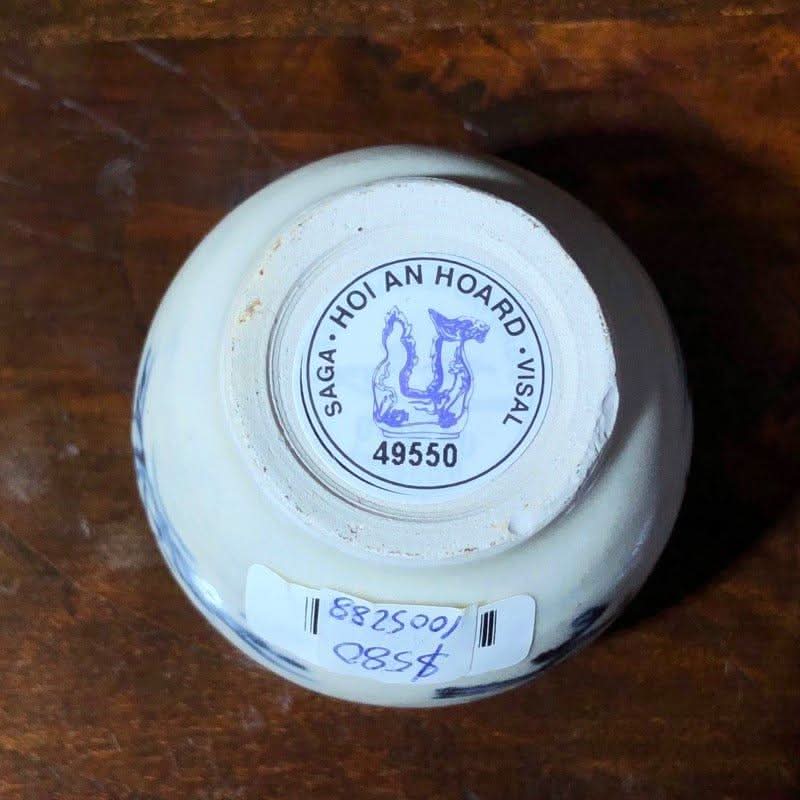 SAGA · HOI AN HOARD · VISAL
49550
1005288
$580